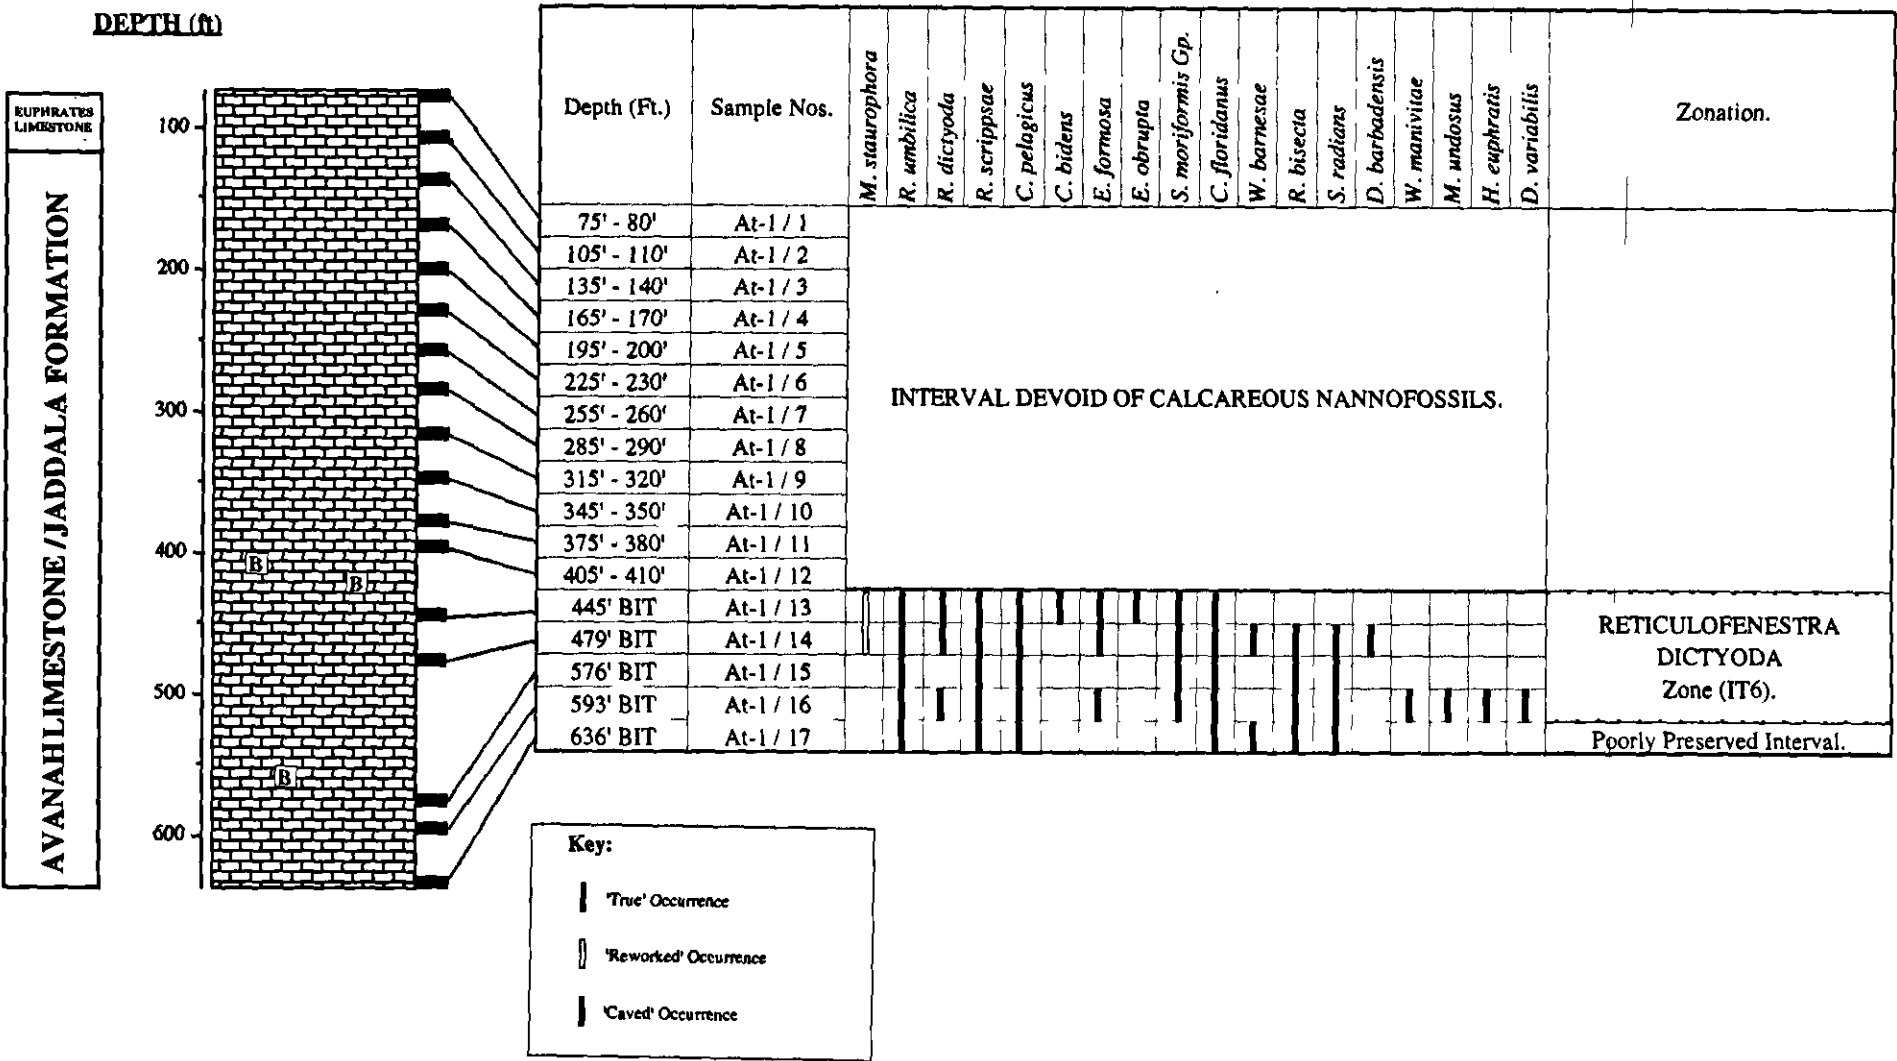 DEPTH (ft)
EUPHRATES
LIMESTONE
AVANAHLIMESTONE /JADDALA FORMATION
100
200
300
400
500
600
B
B
B
Depth (Ft.) Sample Nos. M. staurophora R. umbilica R. dictyoda R. scrippsae C. pelagicus C. bidens E. formosa E. obrupta S. moriformis Gp. C. floridanus W. barnesae R. bisecta S. radians D. barbadensis W. manivitae M. undosus H. euphratis D. variabilis Zonation.
75' - 80' At-1 / 1
105' - 110' At-1 / 2
135' - 140' At-1 / 3
165' - 170' At-1 / 4
195' - 200' At-1 / 5
225' - 230' At-1 / 6
255' - 260' At-1 / 7
285' - 290' At-1 / 8
315' - 320' At-1 / 9
345' - 350' At-1 / 10
375' - 380' At-1 / 11
405' - 410' At-1 / 12
445' BIT At-1 / 13
479' BIT At-1 / 14
576' BIT At-1 / 15
593' BIT At-1 / 16
636' BIT At-1 / 17
INTERVAL DEVOID OF CALCAREOUS NANNOFOSSILS.
RETICULOFENESTRA
DICTYODA
Zone (IT6).
Poorly Preserved Interval.
Key:
'True' Occurrence
'Reworked' Occurrence
'Caved' Occurrence